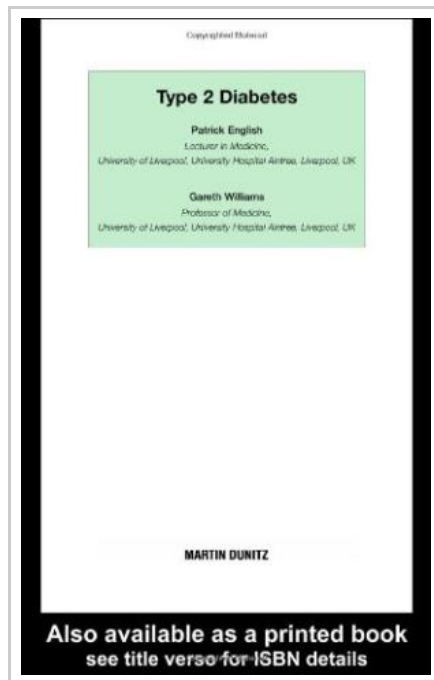 Copyrighted Material
Type 2 Diabetes
Patrick English
Lecturer in Medicine,
University of Liverpool, University Hospital Aintree, Liverpool, UK
Gareth Williams
Professor of Medicine,
University of Liverpool, University Hospital Aintree, Liverpool, UK
MARTIN DUNITZ
Also available as a printed book
see title verso for ISBN details